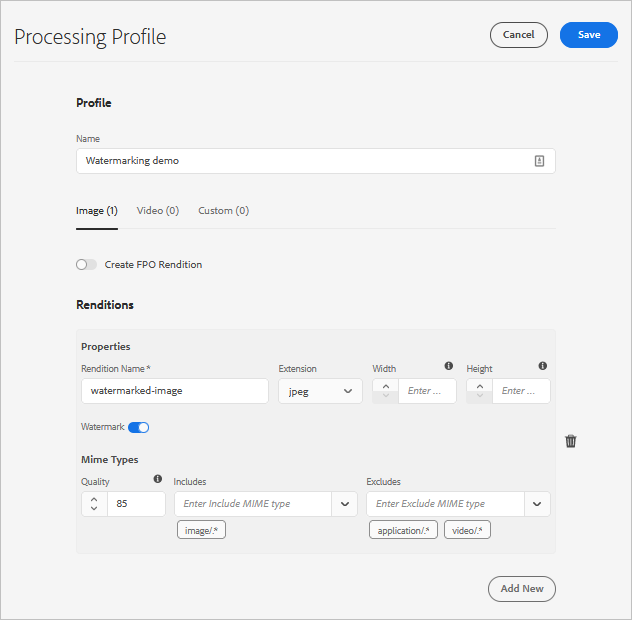 Processing Profile
Cancel
Save
Profile
Name
Watermarking demo
Image (1)
Video (0)
Custom (0)
Create FPO Rendition
Renditions
Properties
Rendition Name *
Extension
Width
Height
watermarked-image
jpeg
Enter ...
Enter ...
Watermark
Mime Types
Quality
Includes
Excludes
85
Enter Include MIME type
Enter Exclude MIME type
image/.*
application/.*
video/.*
Add New